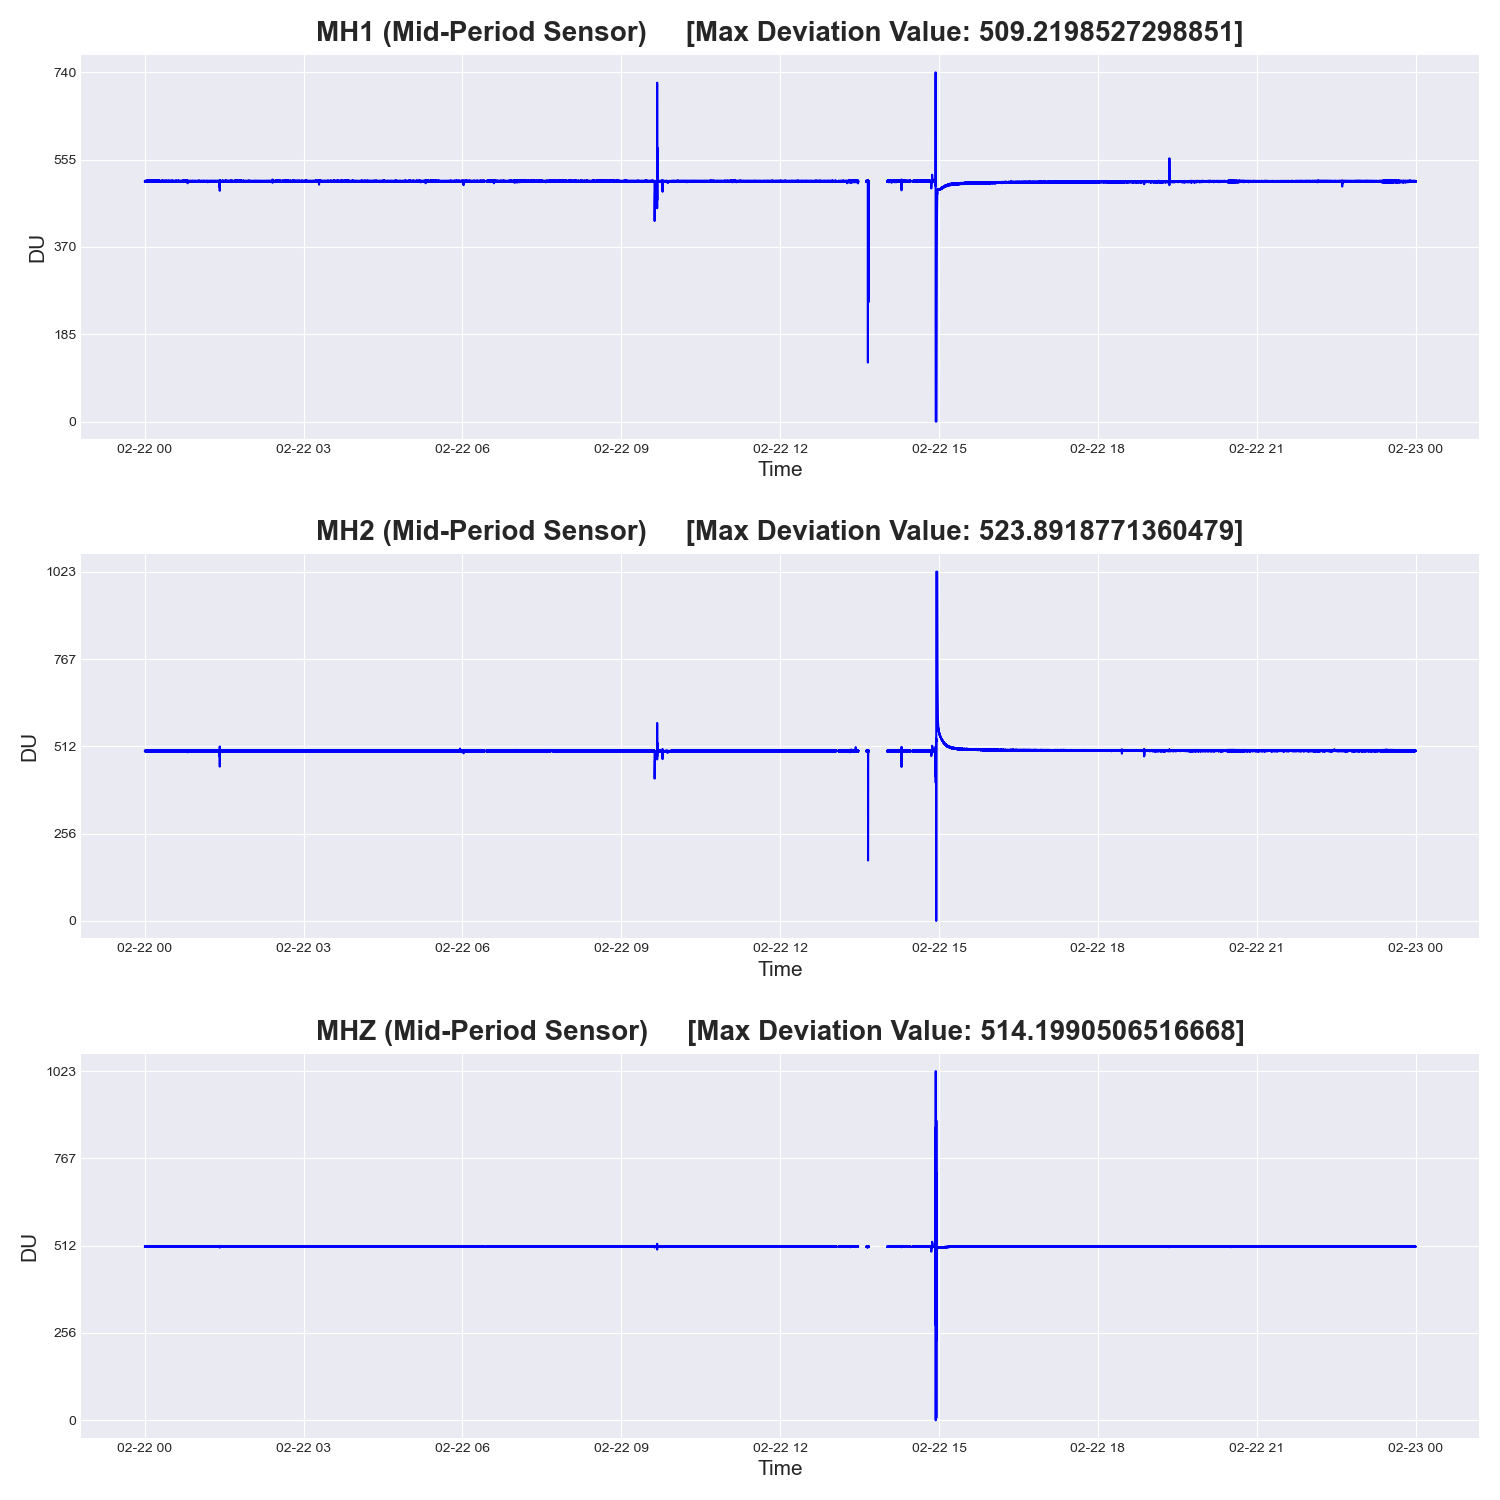 MH1 (Mid-Period Sensor) [Max Deviation Value: 509.2198527298851]
740
555
370
185
0
DU
02-22 00 02-22 03 02-22 06 02-22 09 02-22 12 02-22 15 02-22 18 02-22 21 02-23 00
Time
MH2 (Mid-Period Sensor) [Max Deviation Value: 523.8918771360479]
1023
767
512
256
0
DU
02-22 00 02-22 03 02-22 06 02-22 09 02-22 12 02-22 15 02-22 18 02-22 21 02-23 00
Time
MHZ (Mid-Period Sensor) [Max Deviation Value: 514.1990506516668]
1023
767
512
256
0
DU
02-22 00 02-22 03 02-22 06 02-22 09 02-22 12 02-22 15 02-22 18 02-22 21 02-23 00
Time